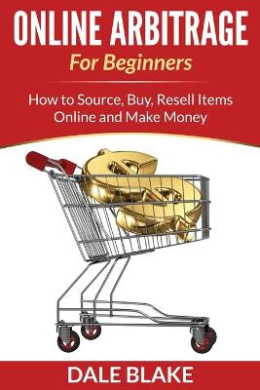 ONLINE ARBITRAGE
For Beginners
How to Source, Buy, Resell Items
Online and Make Money
DALE BLAKE